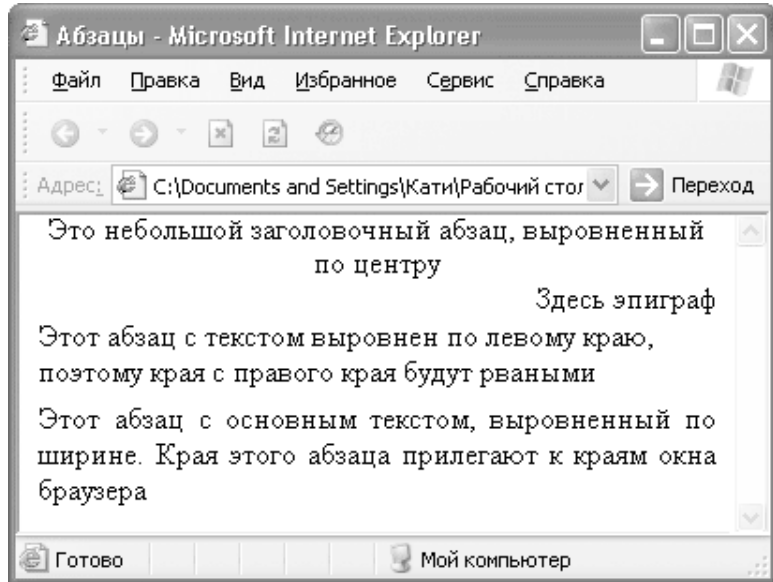 Абзацы - Microsoft Internet Explorer
Файл Правка Вид Избранное Сервис Справка
Адрес: C:\Documents and Settings\Кати\Рабочий стол Переход
Это небольшой заголовочный абзац, выровненный
по центру
Здесь эпиграф
Этот абзац с текстом выровнен по левому краю,
поэтому края с правого края будут рваными
Этот абзац с основным текстом, выровненный по
ширине. Края этого абзаца прилегают к краям окна
браузера
Готово Мой компьютер